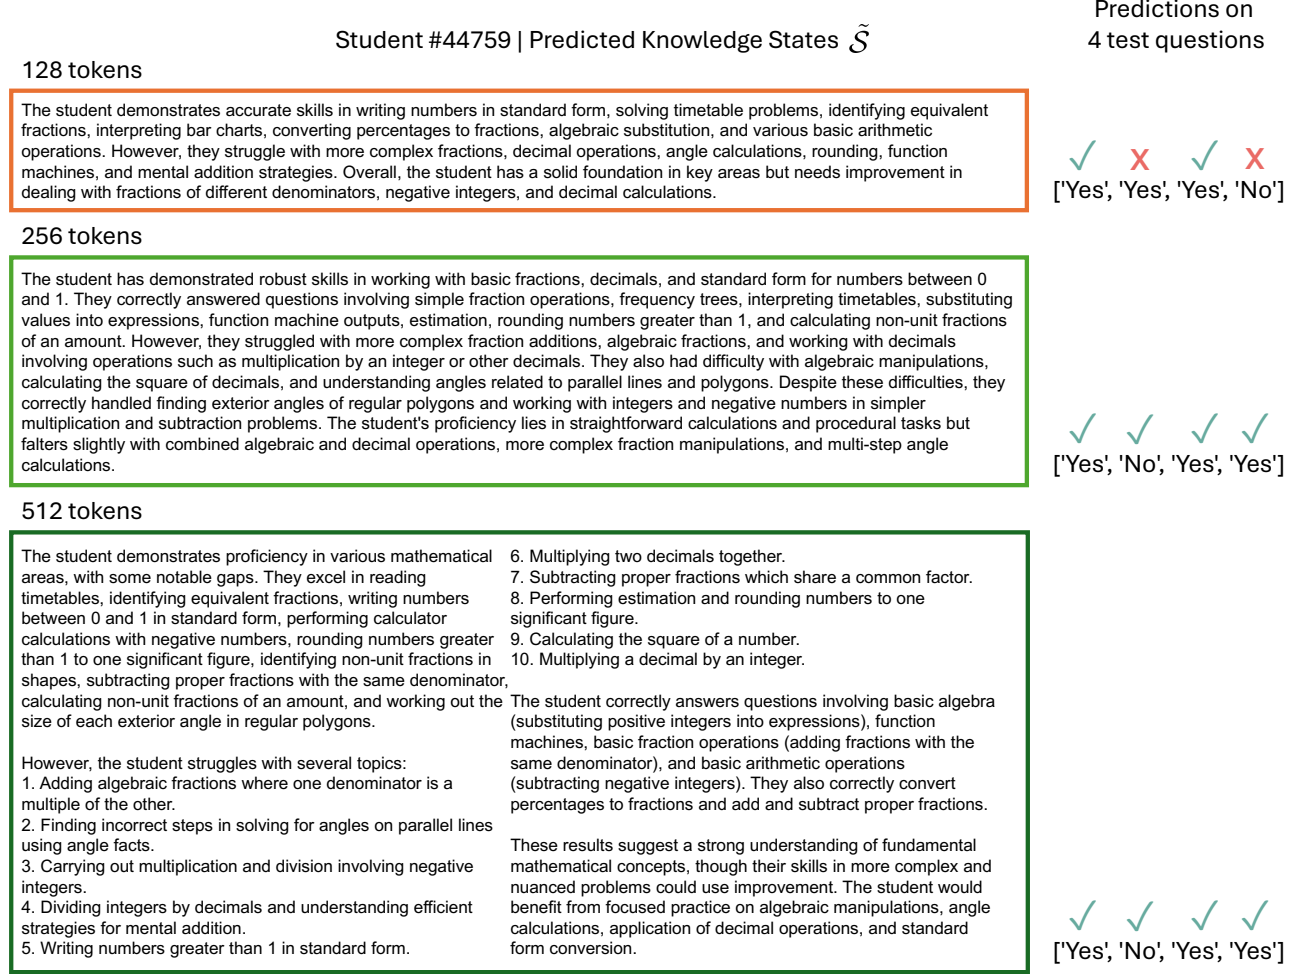 Predictions on
4 test questions
Student #44759 | Predicted Knowledge States S̃
128 tokens
The student demonstrates accurate skills in writing numbers in standard form, solving timetable problems, identifying equivalent
fractions, interpreting bar charts, converting percentages to fractions, algebraic substitution, and various basic arithmetic
operations. However, they struggle with more complex fractions, decimal operations, angle calculations, rounding, function
machines, and mental addition strategies. Overall, the student has a solid foundation in key areas but needs improvement in
dealing with fractions of different denominators, negative integers, and decimal calculations.
✓ X ✓ X
['Yes', 'Yes', 'Yes', 'No']
256 tokens
The student has demonstrated robust skills in working with basic fractions, decimals, and standard form for numbers between 0
and 1. They correctly answered questions involving simple fraction operations, frequency trees, interpreting timetables, substituting
values into expressions, function machine outputs, estimation, rounding numbers greater than 1, and calculating non-unit fractions
of an amount. However, they struggled with more complex fraction additions, algebraic fractions, and working with decimals
involving operations such as multiplication by an integer or other decimals. They also had difficulty with algebraic manipulations,
calculating the square of decimals, and understanding angles related to parallel lines and polygons. Despite these difficulties, they
correctly handled finding exterior angles of regular polygons and working with integers and negative numbers in simpler
multiplication and subtraction problems. The student's proficiency lies in straightforward calculations and procedural tasks but
falters slightly with combined algebraic and decimal operations, more complex fraction manipulations, and multi-step angle
calculations.
✓ ✓ ✓ ✓
['Yes', 'No', 'Yes', 'Yes']
512 tokens
The student demonstrates proficiency in various mathematical
areas, with some notable gaps. They excel in reading
timetables, identifying equivalent fractions, writing numbers
between 0 and 1 in standard form, performing calculator
calculations with negative numbers, rounding numbers greater
than 1 to one significant figure, identifying non-unit fractions in
shapes, subtracting proper fractions with the same denominator,
calculating non-unit fractions of an amount, and working out the
size of each exterior angle in regular polygons.
However, the student struggles with several topics:
1. Adding algebraic fractions where one denominator is a
multiple of the other.
2. Finding incorrect steps in solving for angles on parallel lines
using angle facts.
3. Carrying out multiplication and division involving negative
integers.
4. Dividing integers by decimals and understanding efficient
strategies for mental addition.
5. Writing numbers greater than 1 in standard form.
6. Multiplying two decimals together.
7. Subtracting proper fractions which share a common factor.
8. Performing estimation and rounding numbers to one
significant figure.
9. Calculating the square of a number.
10. Multiplying a decimal by an integer.
The student correctly answers questions involving basic algebra
(substituting positive integers into expressions), function
machines, basic fraction operations (adding fractions with the
same denominator), and basic arithmetic operations
(subtracting negative integers). They also correctly convert
percentages to fractions and add and subtract proper fractions.
These results suggest a strong understanding of fundamental
mathematical concepts, though their skills in more complex and
nuanced problems could use improvement. The student would
benefit from focused practice on algebraic manipulations, angle
calculations, application of decimal operations, and standard
form conversion.
✓ ✓ ✓ ✓
['Yes', 'No', 'Yes', 'Yes']